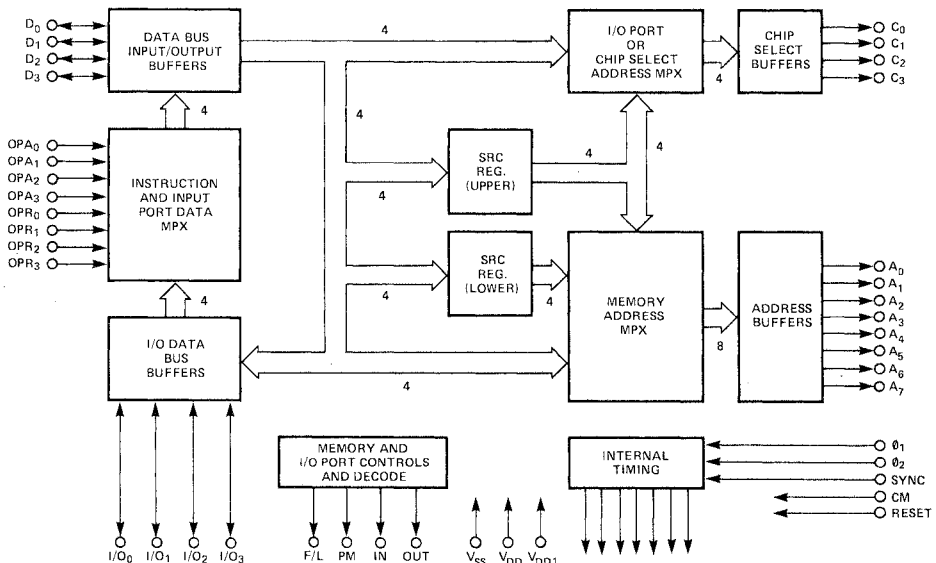 D0
D1
D2
D3
DATA BUS
INPUT/OUTPUT
BUFFERS
4
I/O PORT
OR
CHIP SELECT
ADDRESS MPX
4
CHIP
SELECT
BUFFERS
C0
C1
C2
C3
4
4
OPA0
OPA1
OPA2
OPA3
OPR0
OPR1
OPR2
OPR3
INSTRUCTION
AND INPUT
PORT DATA
MPX
4
SRC
REG.
(UPPER)
4
4
4
SRC
REG.
(LOWER)
4
MEMORY
ADDRESS
MPX
8
ADDRESS
BUFFERS
A0
A1
A2
A3
A4
A5
A6
A7
4
I/O DATA
BUS
BUFFERS
4
MEMORY AND
I/O PORT CONTROLS
AND DECODE
INTERNAL
TIMING
Ø1
Ø2
SYNC
CM
RESET
I/O0
I/O1
I/O2
I/O3
F/L
PM
IN
OUT
VSS
VDD
VDD1